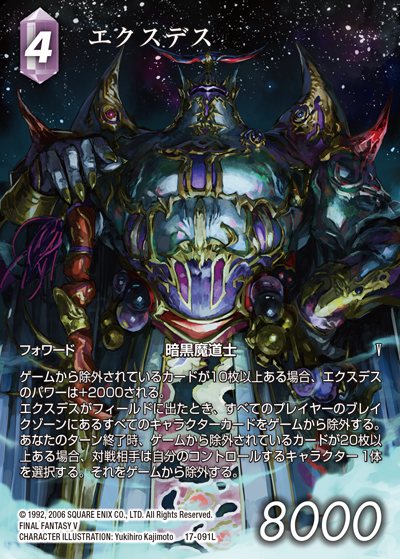 4
エクスデス
フォワード 暗黒魔道士 V
ゲームから除外されているカードが10枚以上ある場合、エクスデス
のパワーは+2000される。
エクスデスがフィールドに出たとき、すべてのプレイヤーのブレイ
クゾーンにあるすべてのキャラクターカードをゲームから除外する。
あなたのターン終了時、ゲームから除外されているカードが20枚以
上ある場合、対戦相手は自分のコントロールするキャラクター1体
を選択する。それをゲームから除外する。
© 1992, 2006 SQUARE ENIX CO., LTD. All Rights Reserved.
FINAL FANTASY V
CHARACTER ILLUSTRATION: Yukihiro Kajimoto 17-091L
8000